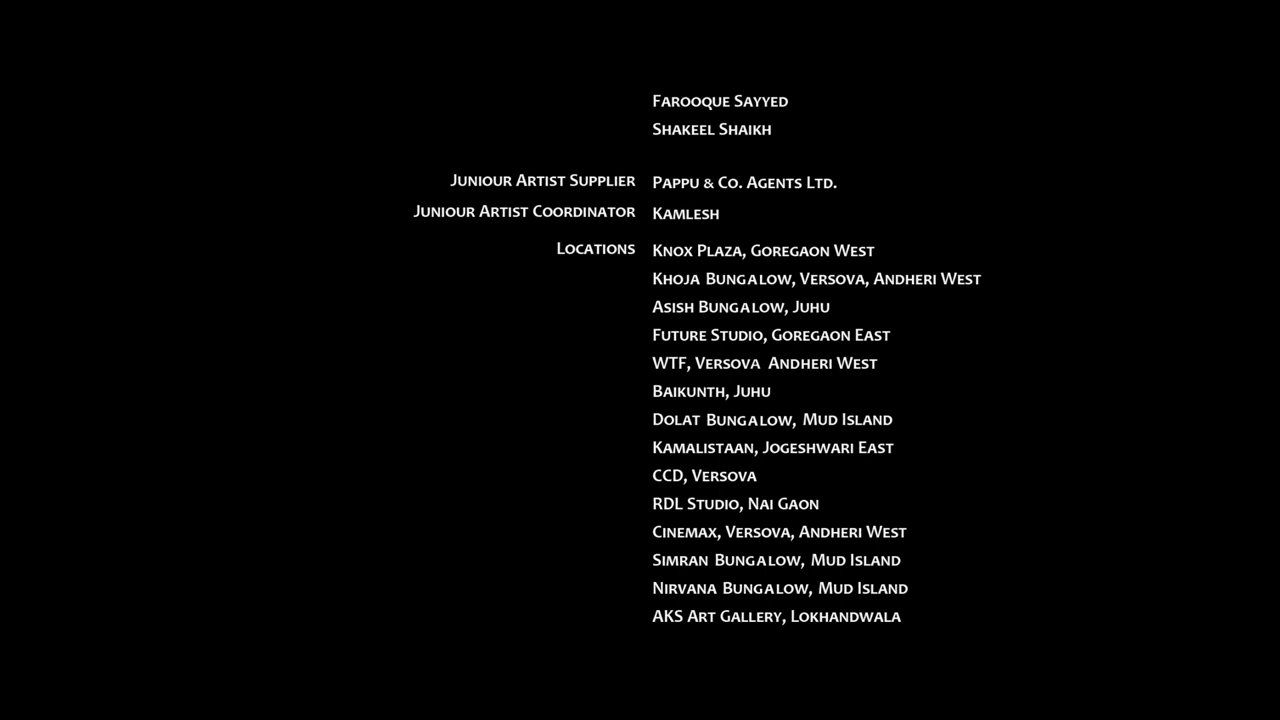 Farooque Sayyed
Shakeel Shaikh
Juniour Artist Supplier Pappu & Co. Agents Ltd.
Juniour Artist Coordinator Kamlesh
Locations Knox Plaza, Goregaon West
Khoja Bungalow, Versova, Andheri West
Asish Bungalow, Juhu
Future Studio, Goregaon East
WTF, Versova Andheri West
Baikunth, Juhu
Dolat Bungalow, Mud Island
Kamalistaan, Jogeshwari East
CCD, Versova
RDL Studio, Nai Gaon
Cinemax, Versova, Andheri West
Simran Bungalow, Mud Island
Nirvana Bungalow, Mud Island
AKS Art Gallery, Lokhandwala